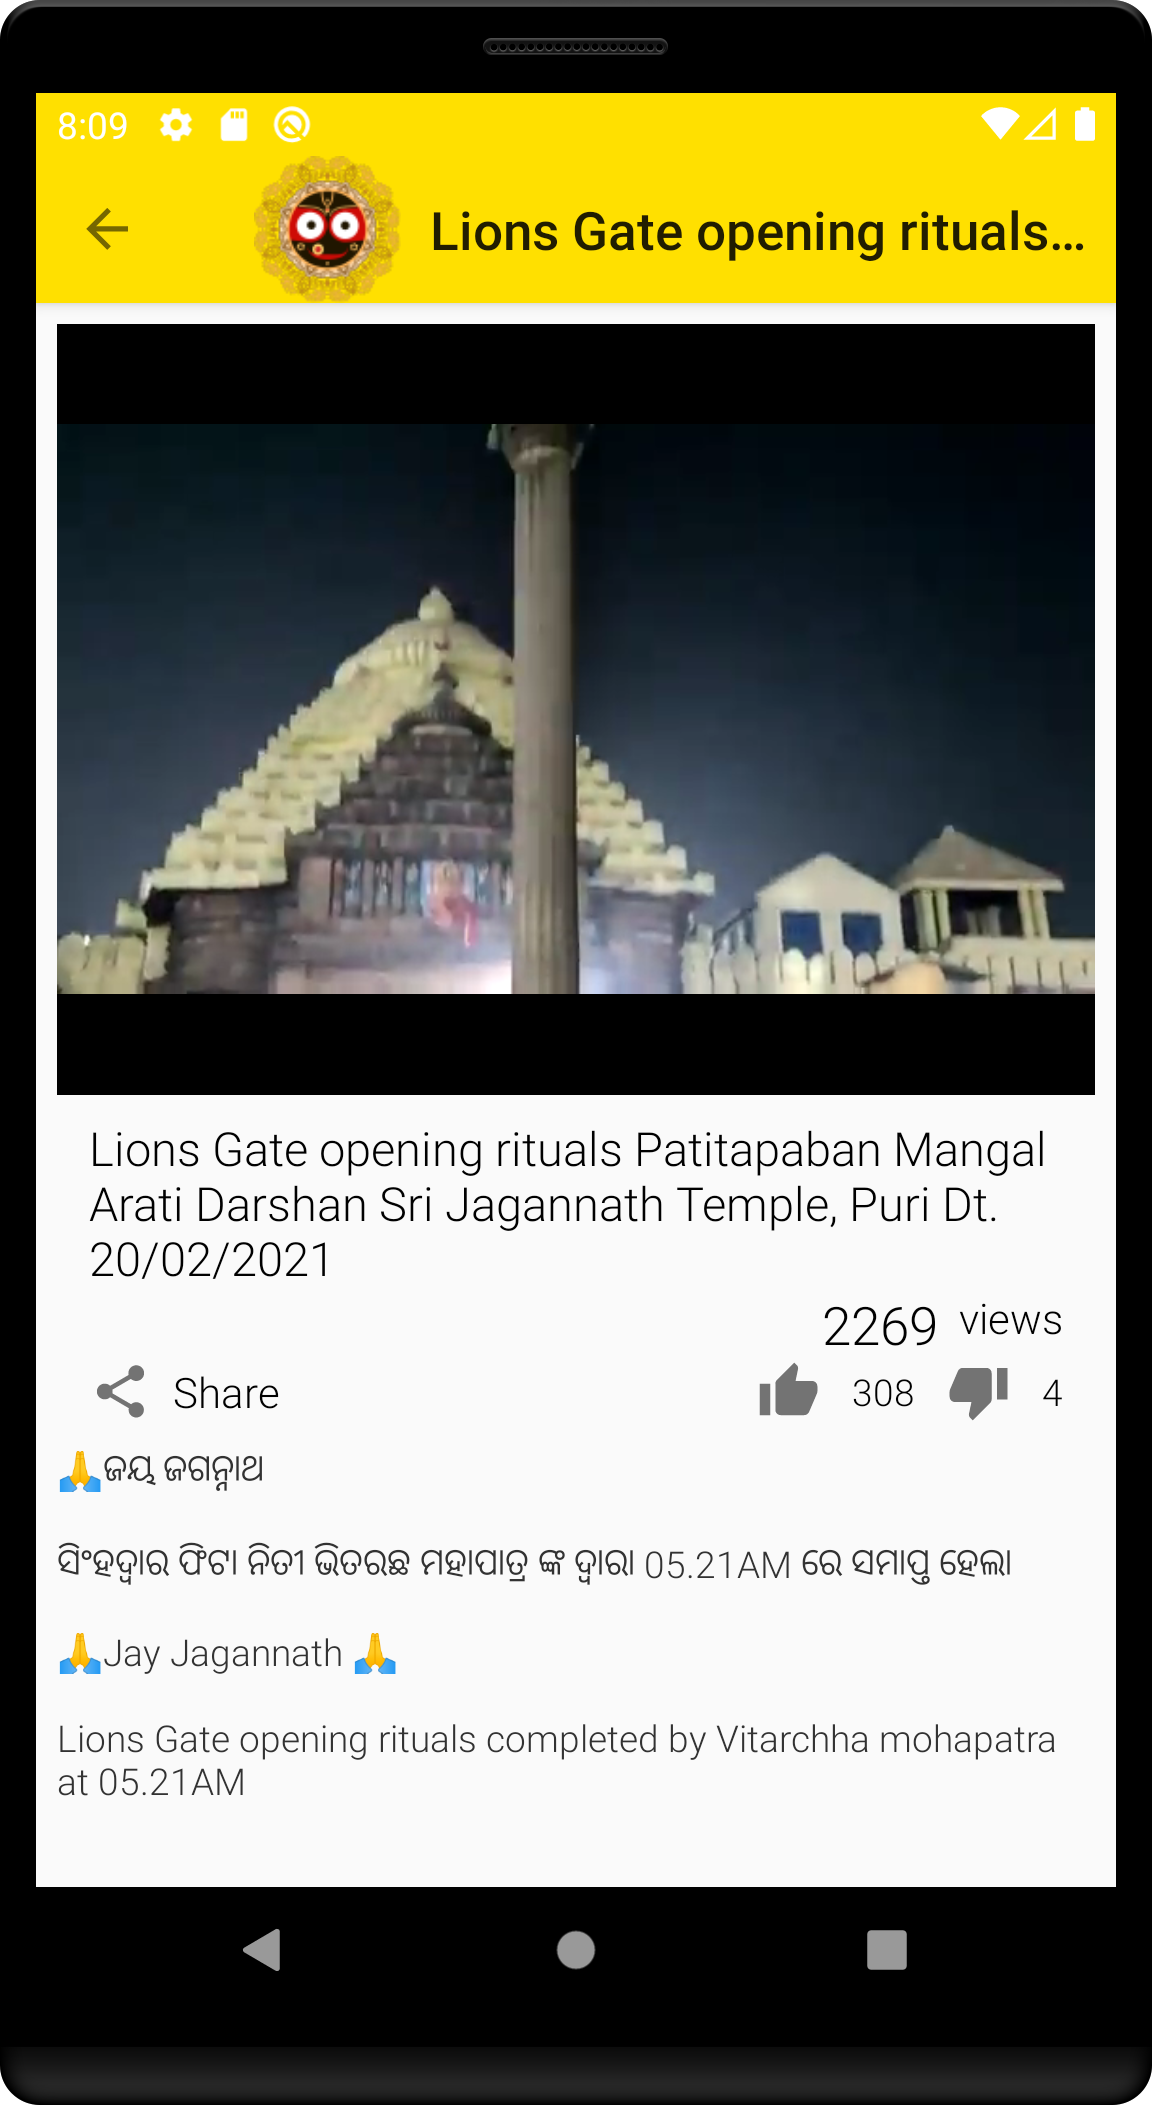 8:09
Lions Gate opening rituals...
Lions Gate opening rituals Patitapaban Mangal
Arati Darshan Sri Jagannath Temple, Puri Dt.
20/02/2021
2269 views
Share 308 4
🙏ଜୟ ଜଗନ୍ନାଥ
ସିଂହଦ୍ୱାର ଫିଟା ନିତୀ ଭିତରଛ ମହାପାତ୍ର ଙ୍କ ଦ୍ୱାରା 05.21AM ରେ ସମାପ୍ତ ହେଲା
🙏Jay Jagannath 🙏
Lions Gate opening rituals completed by Vitarchha mohapatra
at 05.21AM